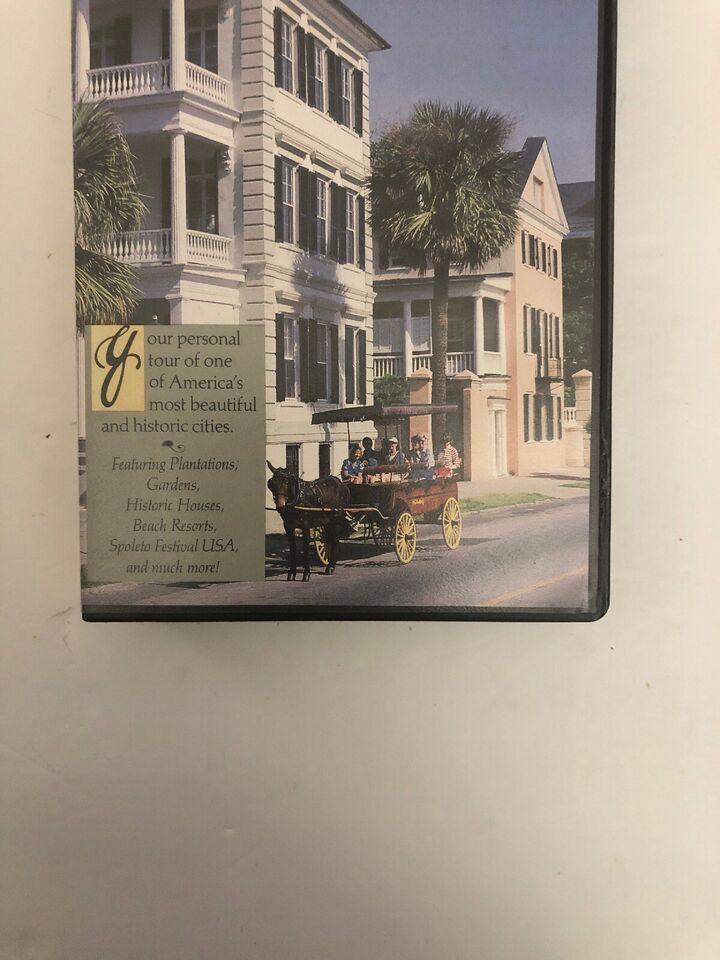 Your personal
tour of one
of America's
most beautiful
and historic cities.
Featuring Plantations,
Gardens,
Historic Houses,
Beach Resorts,
Spoleto Festival USA,
and much more!